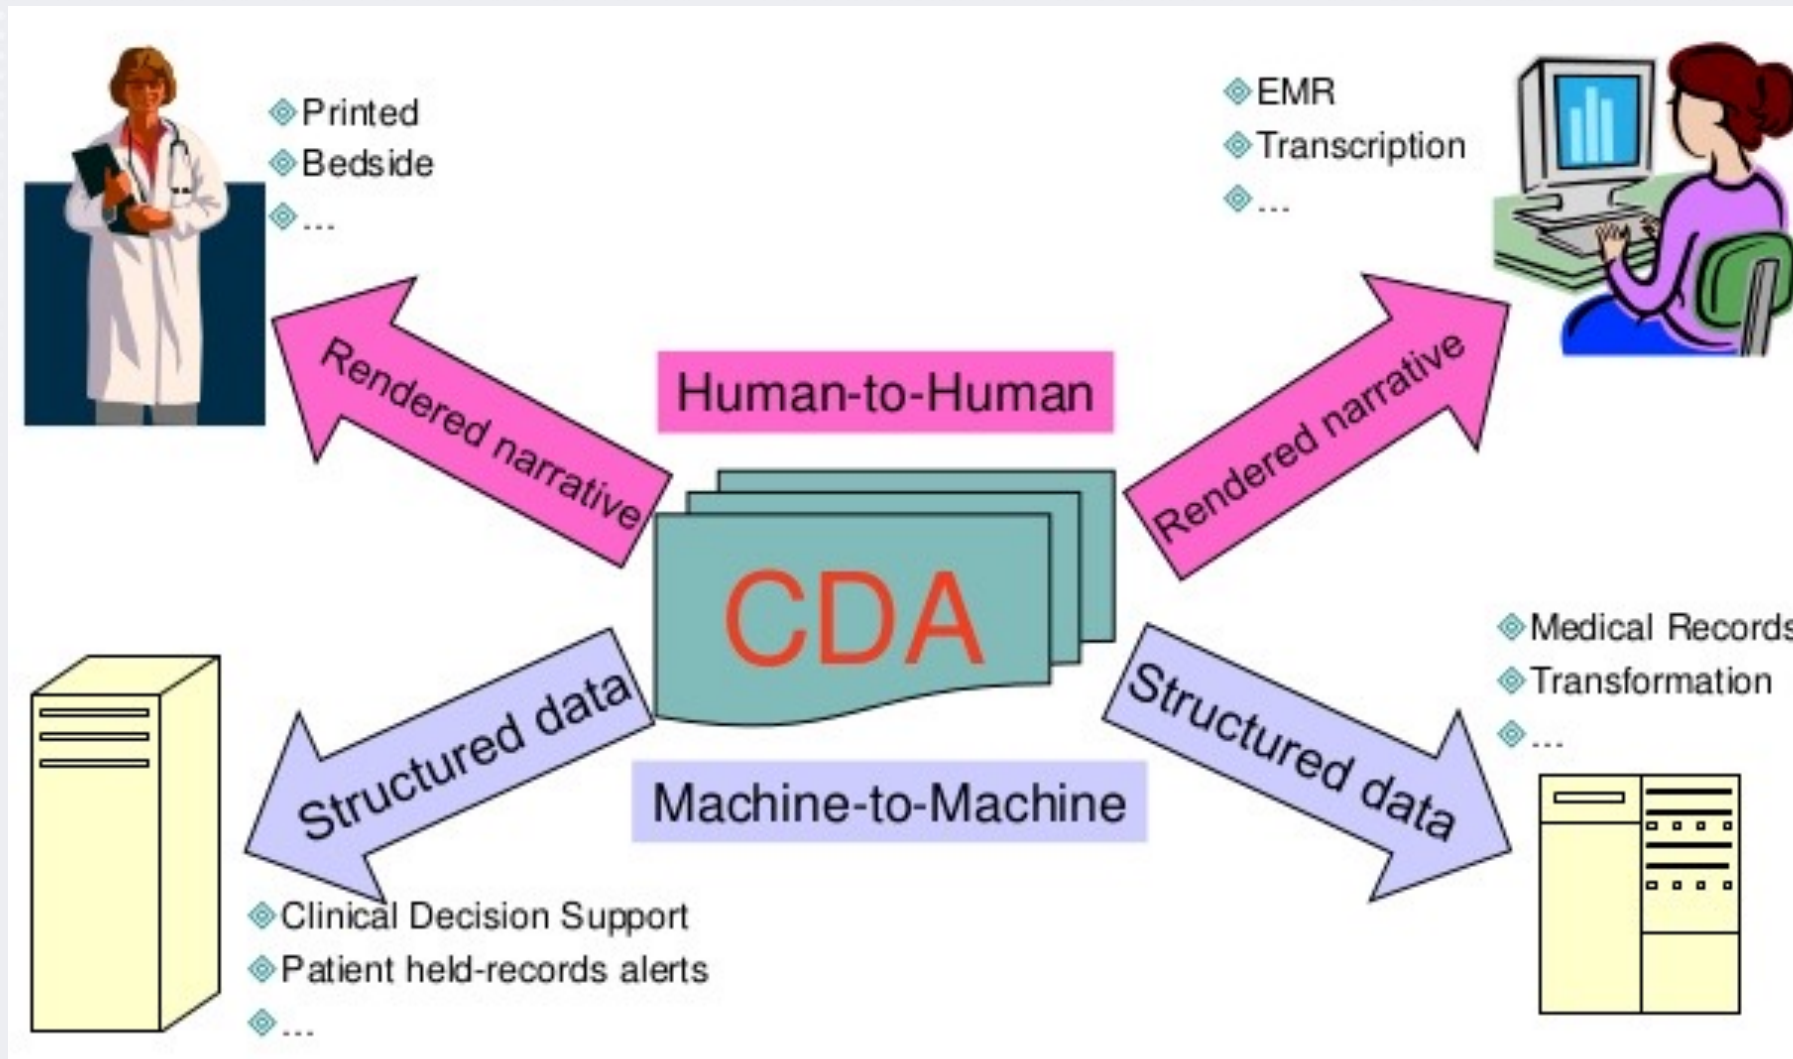 Printed
Bedside
...
EMR
Transcription
...
Rendered narrative
Human-to-Human
Rendered narrative
CDA
Structured data
Machine-to-Machine
Structured data
Medical Records
Transformation
...
Clinical Decision Support
Patient held-records alerts
...